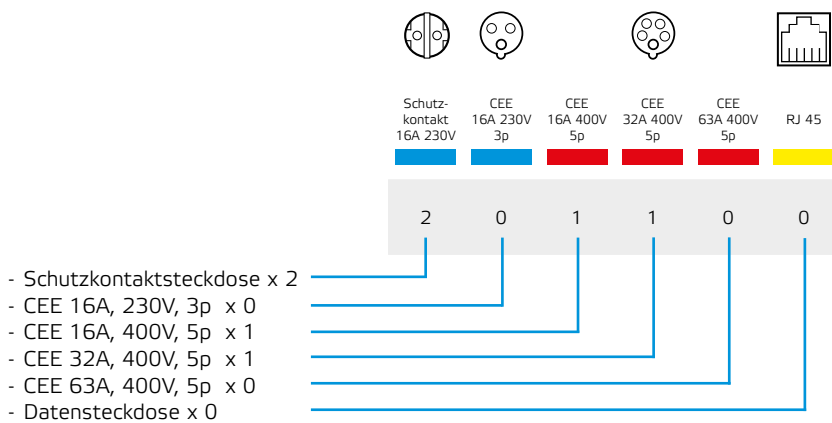 Schutz-
kontakt
16A 230V
CEE
16A 230V
3p
CEE
16A 400V
5p
CEE
32A 400V
5p
CEE
63A 400V
5p
RJ 45
2 0 1 1 0 0
- Schutzkontaktsteckdose x 2
- CEE 16A, 230V, 3p x 0
- CEE 16A, 400V, 5p x 1
- CEE 32A, 400V, 5p x 1
- CEE 63A, 400V, 5p x 0
- Datensteckdose x 0